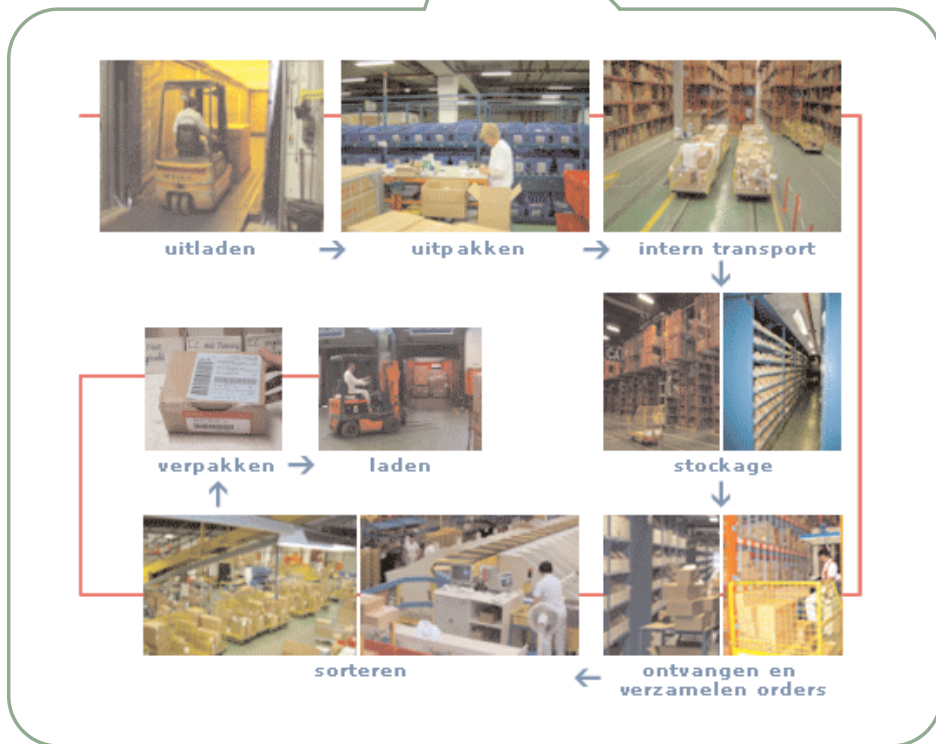 uitladen
uitpakken
intern transport
stockage
ontvangen en
verzamelen orders
sorteren
verpakken
laden